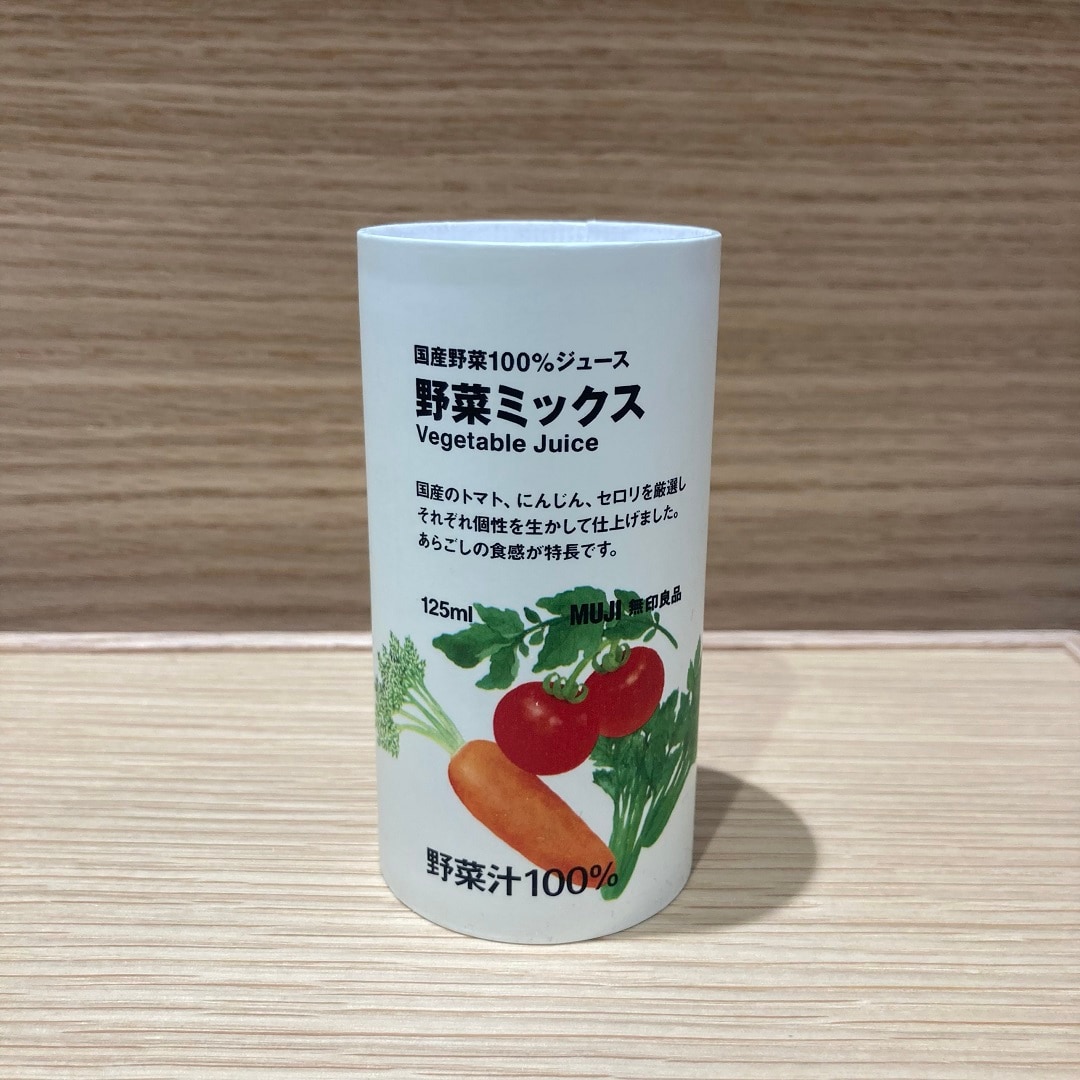 国産野菜100%ジュース
野菜ミックス
Vegetable Juice
国産のトマト、にんじん、セロリを厳選し
それぞれ個性を生かして仕上げました。
あらごしの食感が特長です。
125ml MUJI 無印良品
野菜汁100%